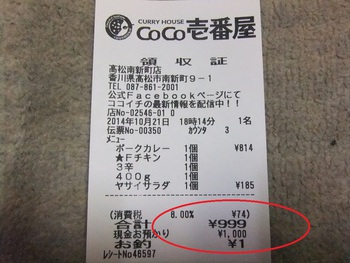 CURRY HOUSE
CoCo壱番屋
領収証
高松南新町店
香川県高松市南新町9-1
TEL 087-861-2001
公式Facebookページにて
ココイチの最新情報を配信中!!
店No-02546-01 0
2014年10月21日 18時14分 1名
伝票No-00350 カウンタ 3
メニュー
ポークカレー 1個 ¥814
★Fチキン 1個
3辛 1個
400g 1個
ヤサイサラダ 1個 ¥185
(消費税 8.00% ¥74)
合計 ¥999
現金お預かり ¥1,000
お釣 ¥1
レシートNo46597